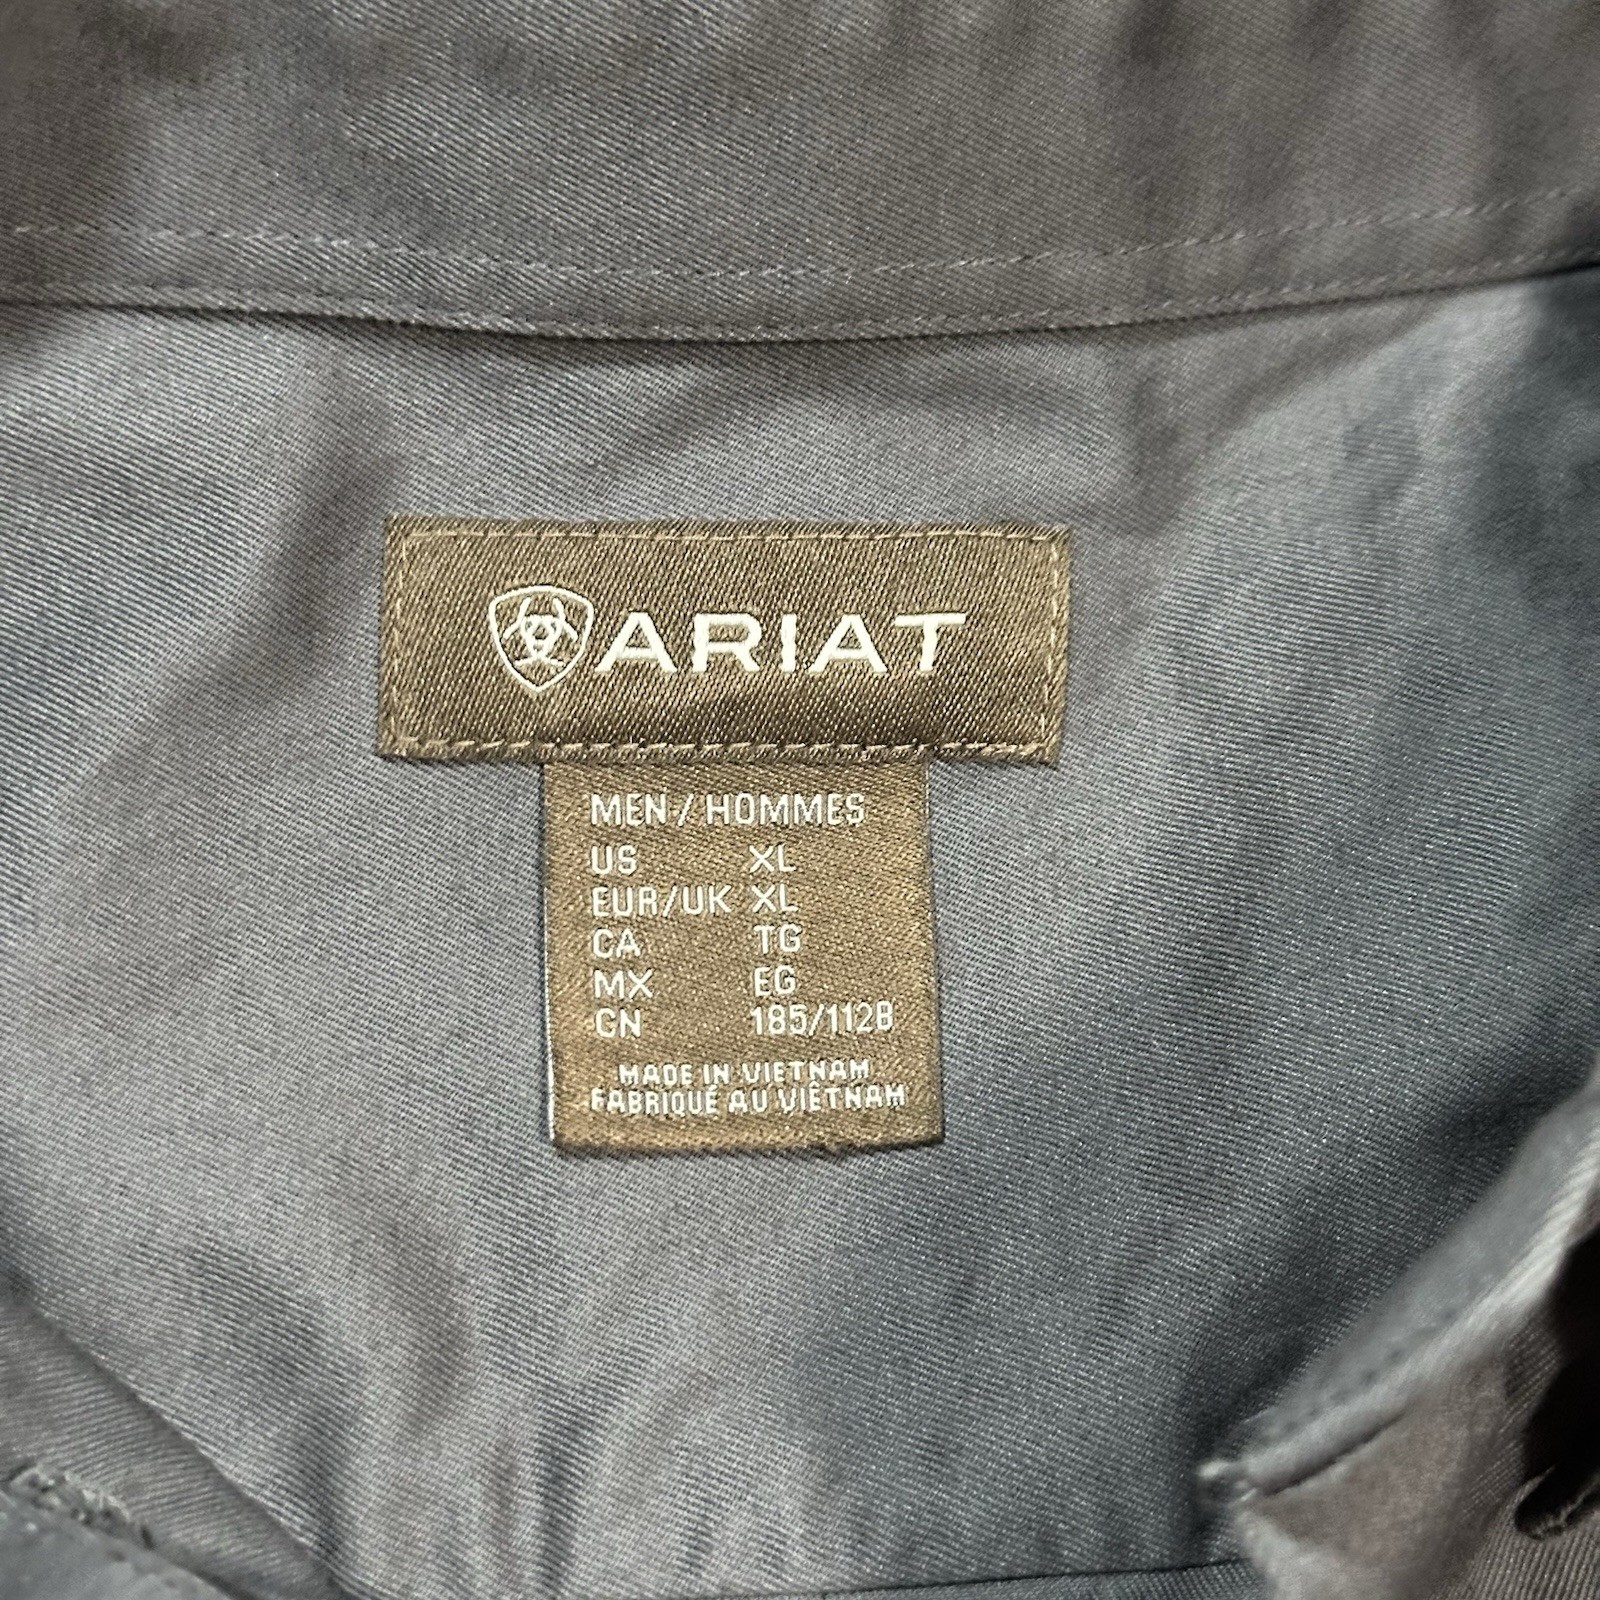 ARIAT
MEN / HOMMES
US XL
EUR/UK XL
CA TG
MX EG
CN 185/112B
MADE IN VIETNAM
FABRIQUÉ AU VIÊTNAM